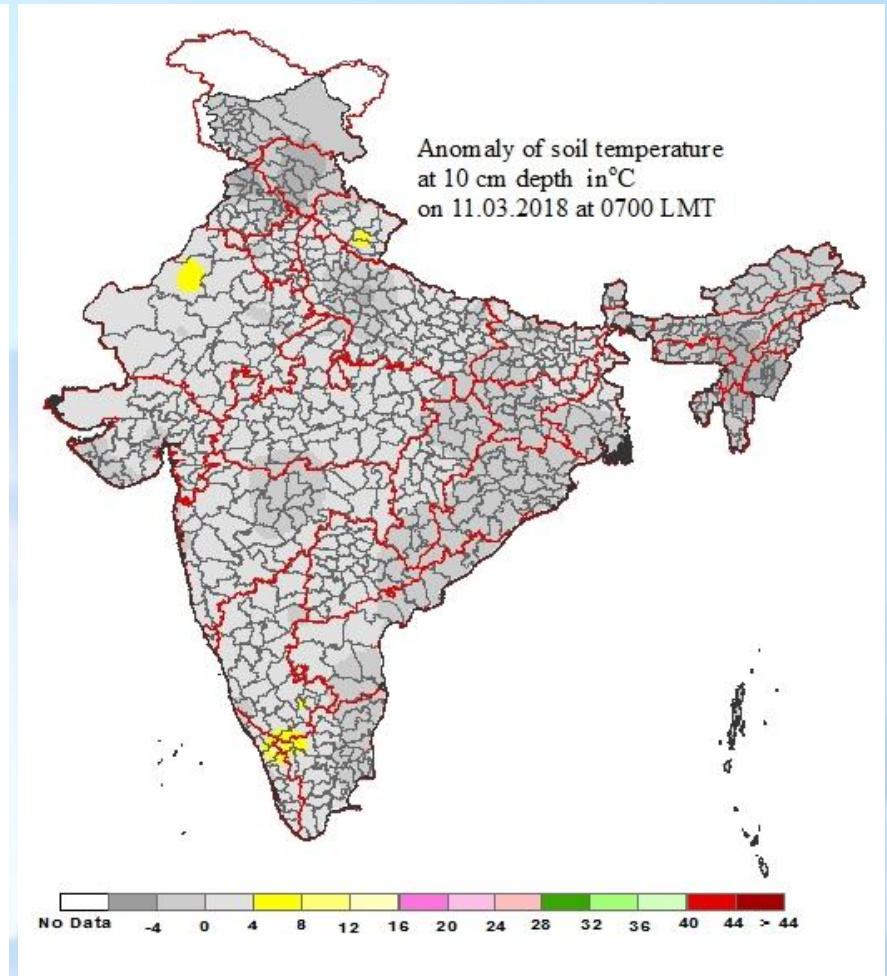 Anomaly of soil temperature
at 10 cm depth in°C
on 11.03.2018 at 0700 LMT
No Data -4 0 4 8 12 16 20 24 28 32 36 40 44 > 44